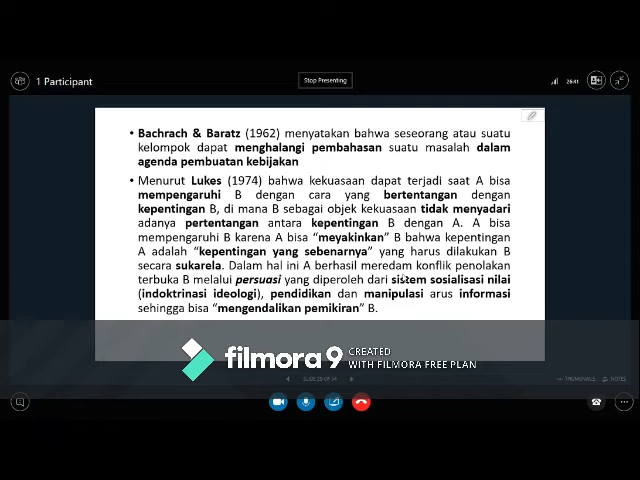 1 Participant
Stop Presenting
26:41
• Bachrach & Baratz (1962) menyatakan bahwa seseorang atau suatu
kelompok dapat menghalangi pembahasan suatu masalah dalam
agenda pembuatan kebijakan
• Menurut Lukes (1974) bahwa kekuasaan dapat terjadi saat A bisa
mempengaruhi B dengan cara yang bertentangan dengan
kepentingan B, di mana B sebagai objek kekuasaan tidak menyadari
adanya pertentangan antara kepentingan B dengan A. A bisa
mempengaruhi B karena A bisa “meyakinkan” B bahwa kepentingan
A adalah “kepentingan yang sebenarnya” yang harus dilakukan B
secara sukarela. Dalam hal ini A berhasil meredam konflik penolakan
terbuka B melalui persuasi yang diperoleh dari sistem sosialisasi nilai
(indoktrinasi ideologi), pendidikan dan manipulasi arus informasi
sehingga bisa “mengendalikan pemikiran” B.
filmora9 CREATED
WITH FILMORA FREE PLAN
THUMBNAILS NOTES